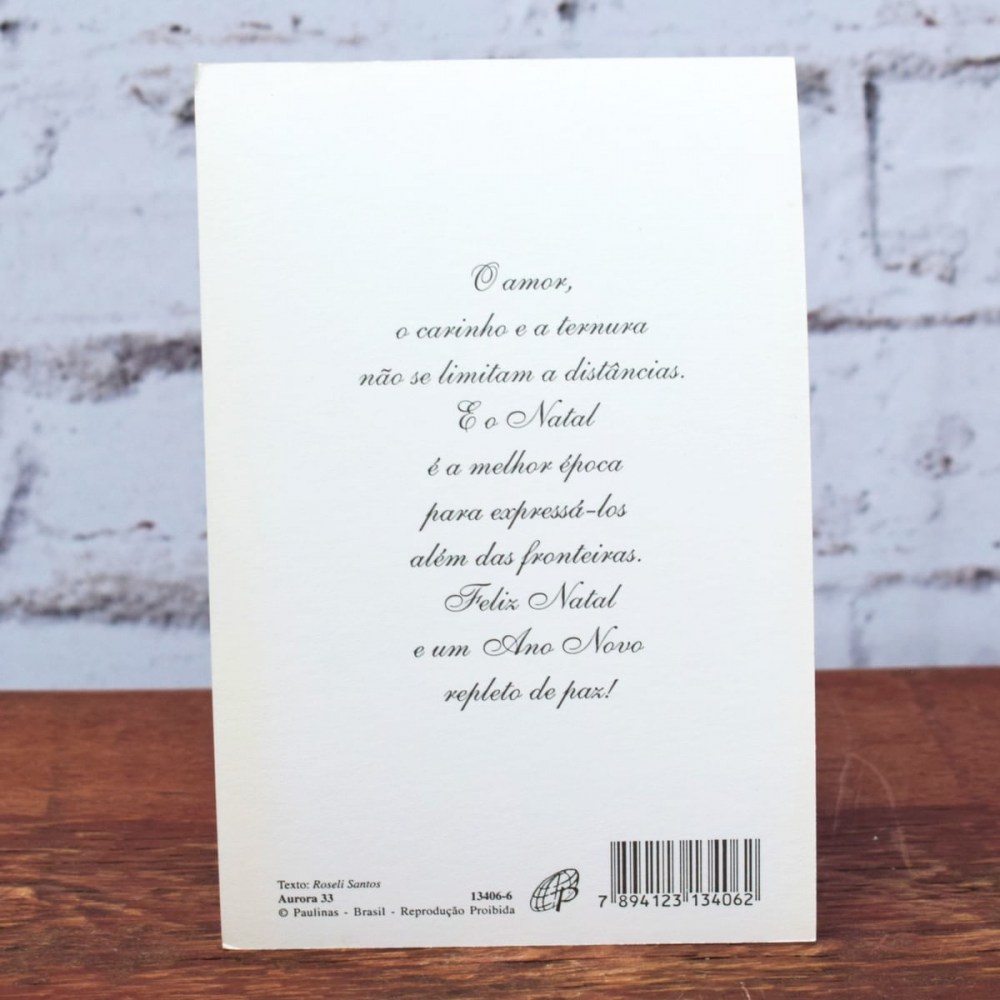 O amor,
o carinho e a ternura
não se limitam a distâncias.
E o Natal
é a melhor época
para expressá-los
além das fronteiras.
Feliz Natal
e um Ano Novo
repleto de paz!
Texto: Roseli Santos
Aurora 33 13406-6
© Paulinas - Brasil - Reprodução Proibida
7 894123 134062